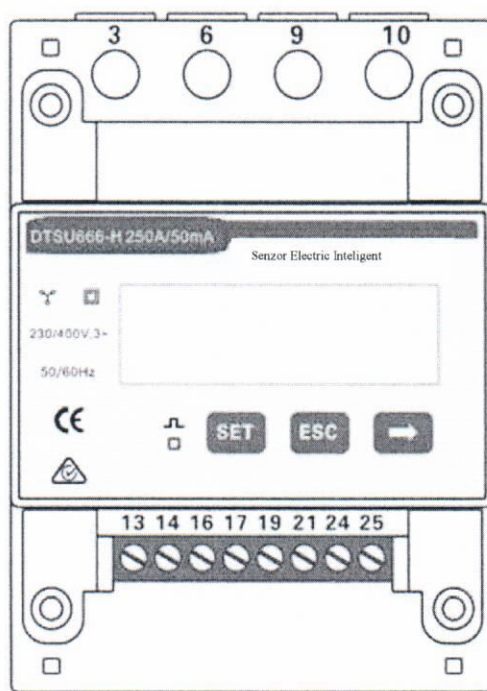 3 6 9 10
DTSU666-H 250A/50mA
Senzor Electric Inteligent
230/400V,3~
50/60Hz
CE
SET ESC
13 14 16 17 19 21 24 25